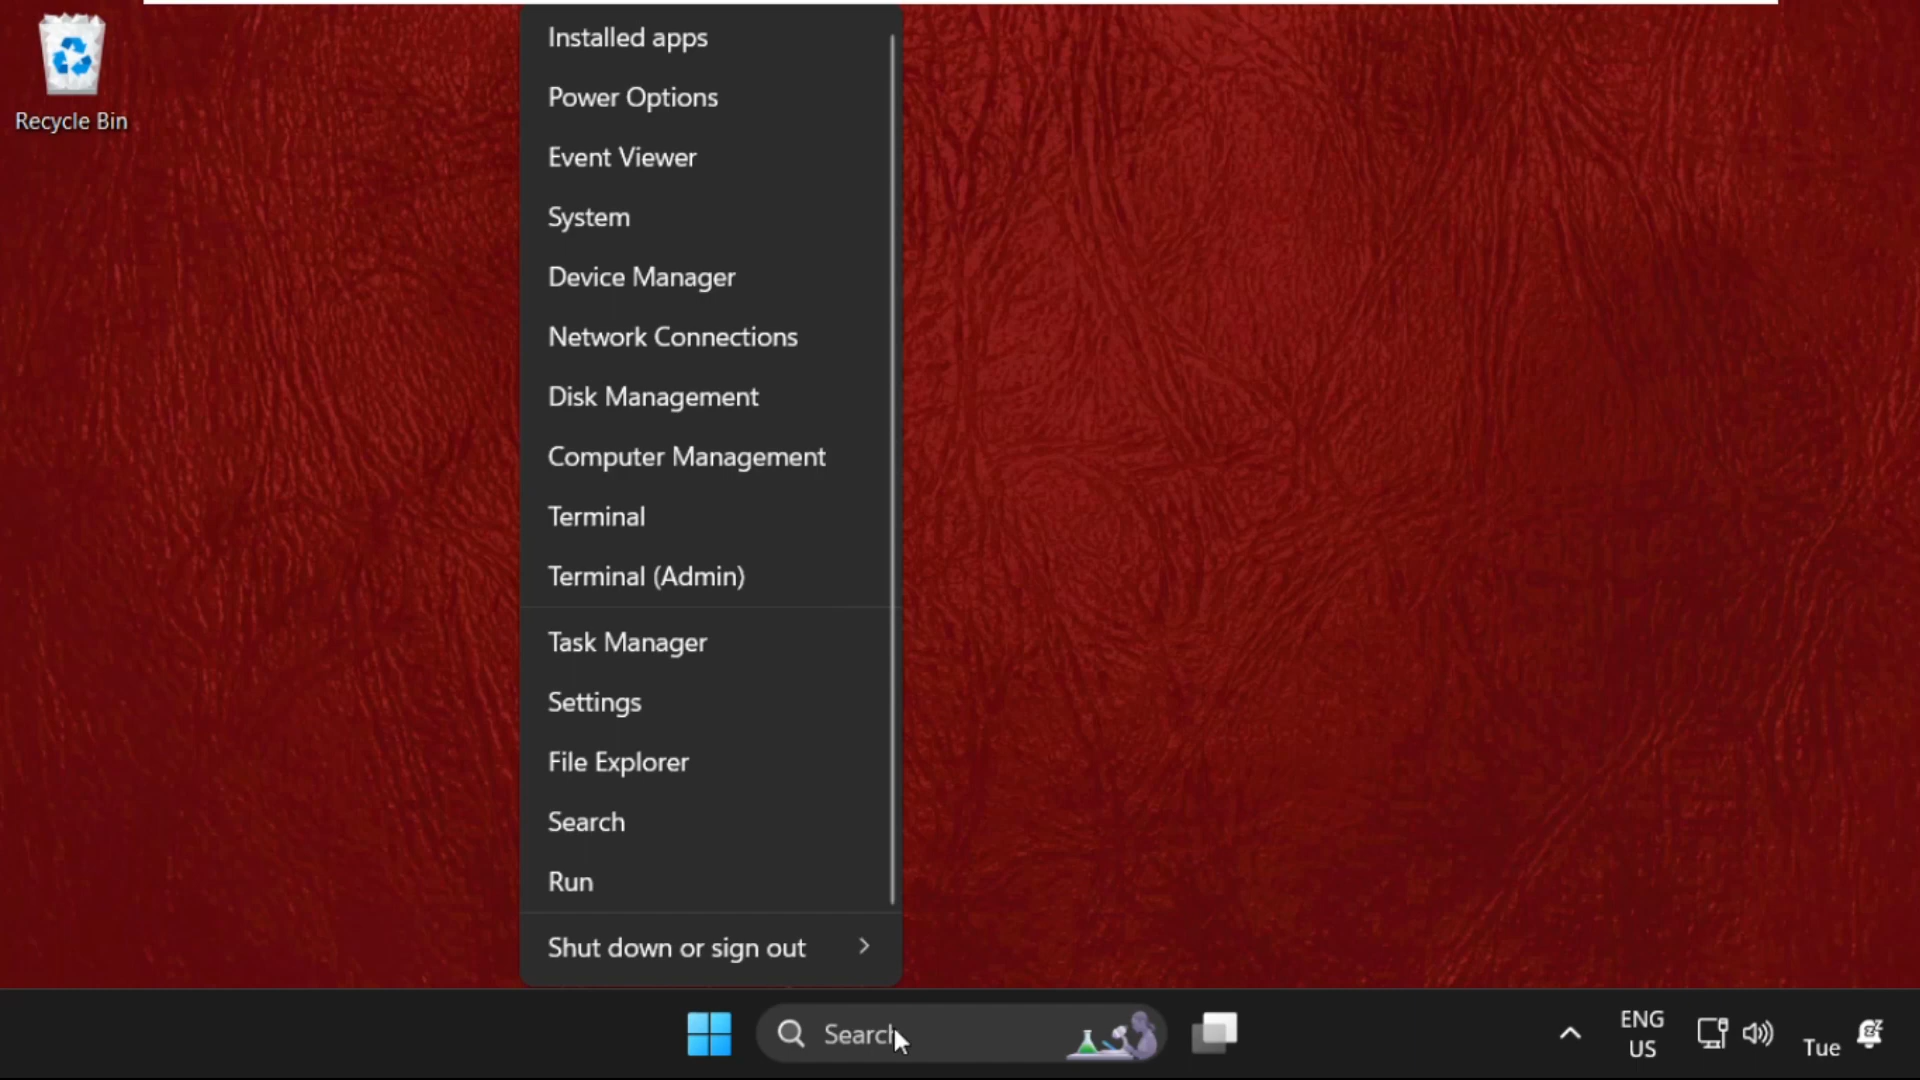 Recycle Bin
Installed apps
Power Options
Event Viewer
System
Device Manager
Network Connections
Disk Management
Computer Management
Terminal
Terminal (Admin)
Task Manager
Settings
File Explorer
Search
Run
Shut down or sign out
Search
ENG
US
Tue